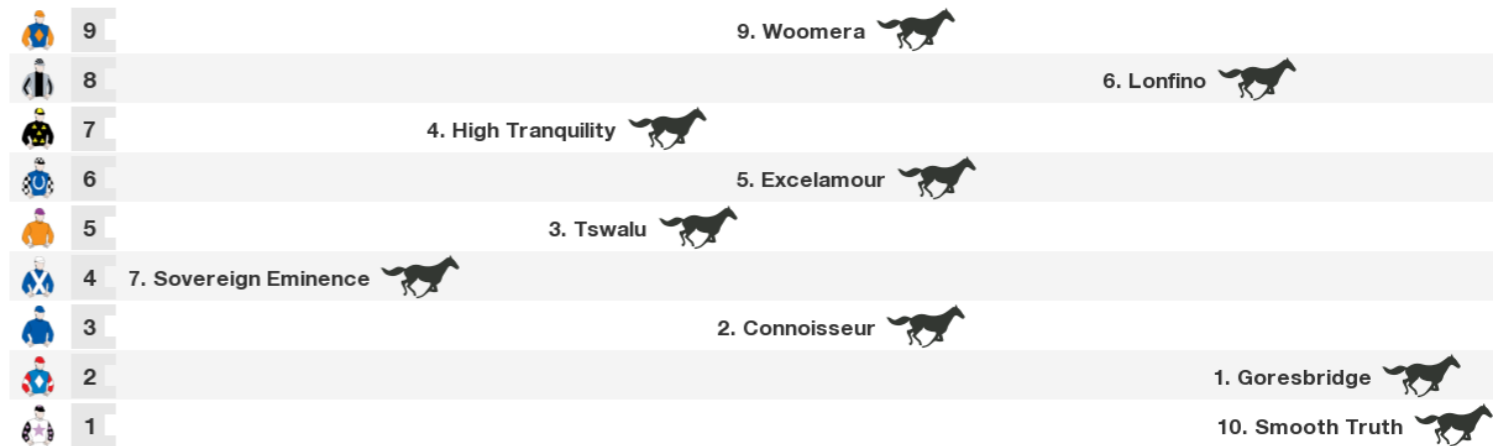 9 9. Woomera
8 6. Lonfino
7 4. High Tranquility
6 5. Excelamour
5 3. Tswalu
4 7. Sovereign Eminence
3 2. Connoisseur
2 1. Goresbridge
1 10. Smooth Truth